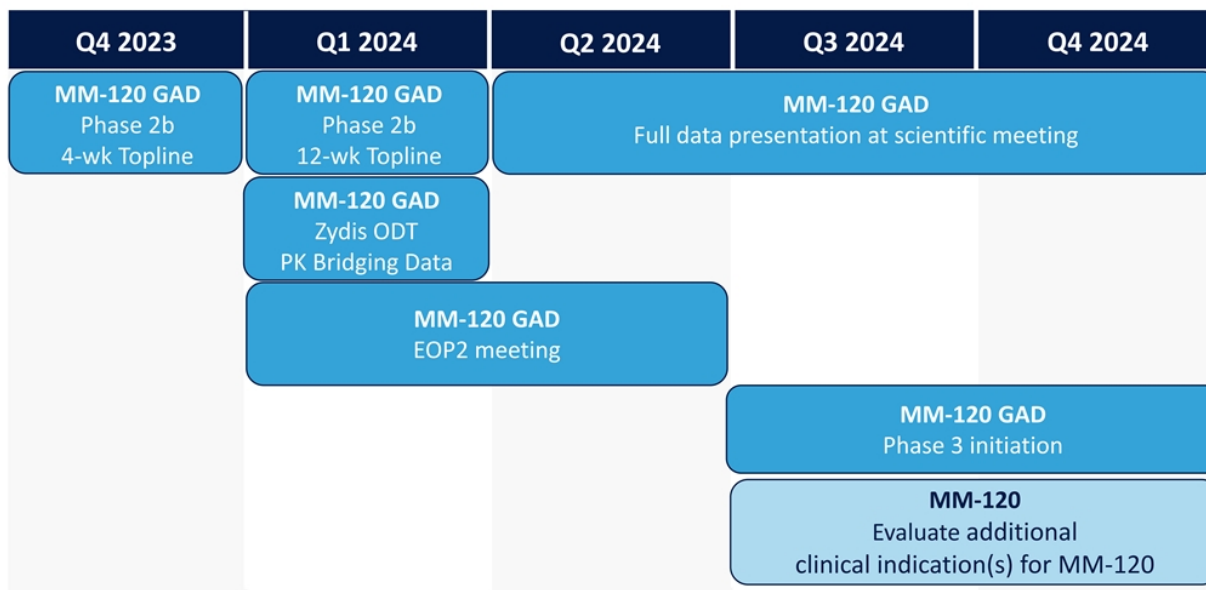 Q4 2023
Q1 2024
Q2 2024
Q3 2024
Q4 2024
MM-120 GAD
Phase 2b
4-wk Topline
MM-120 GAD
Phase 2b
12-wk Topline
MM-120 GAD
Full data presentation at scientific meeting
MM-120 GAD
Zydis ODT
PK Bridging Data
MM-120 GAD
EOP2 meeting
MM-120 GAD
Phase 3 initiation
MM-120
Evaluate additional
clinical indication(s) for MM-120